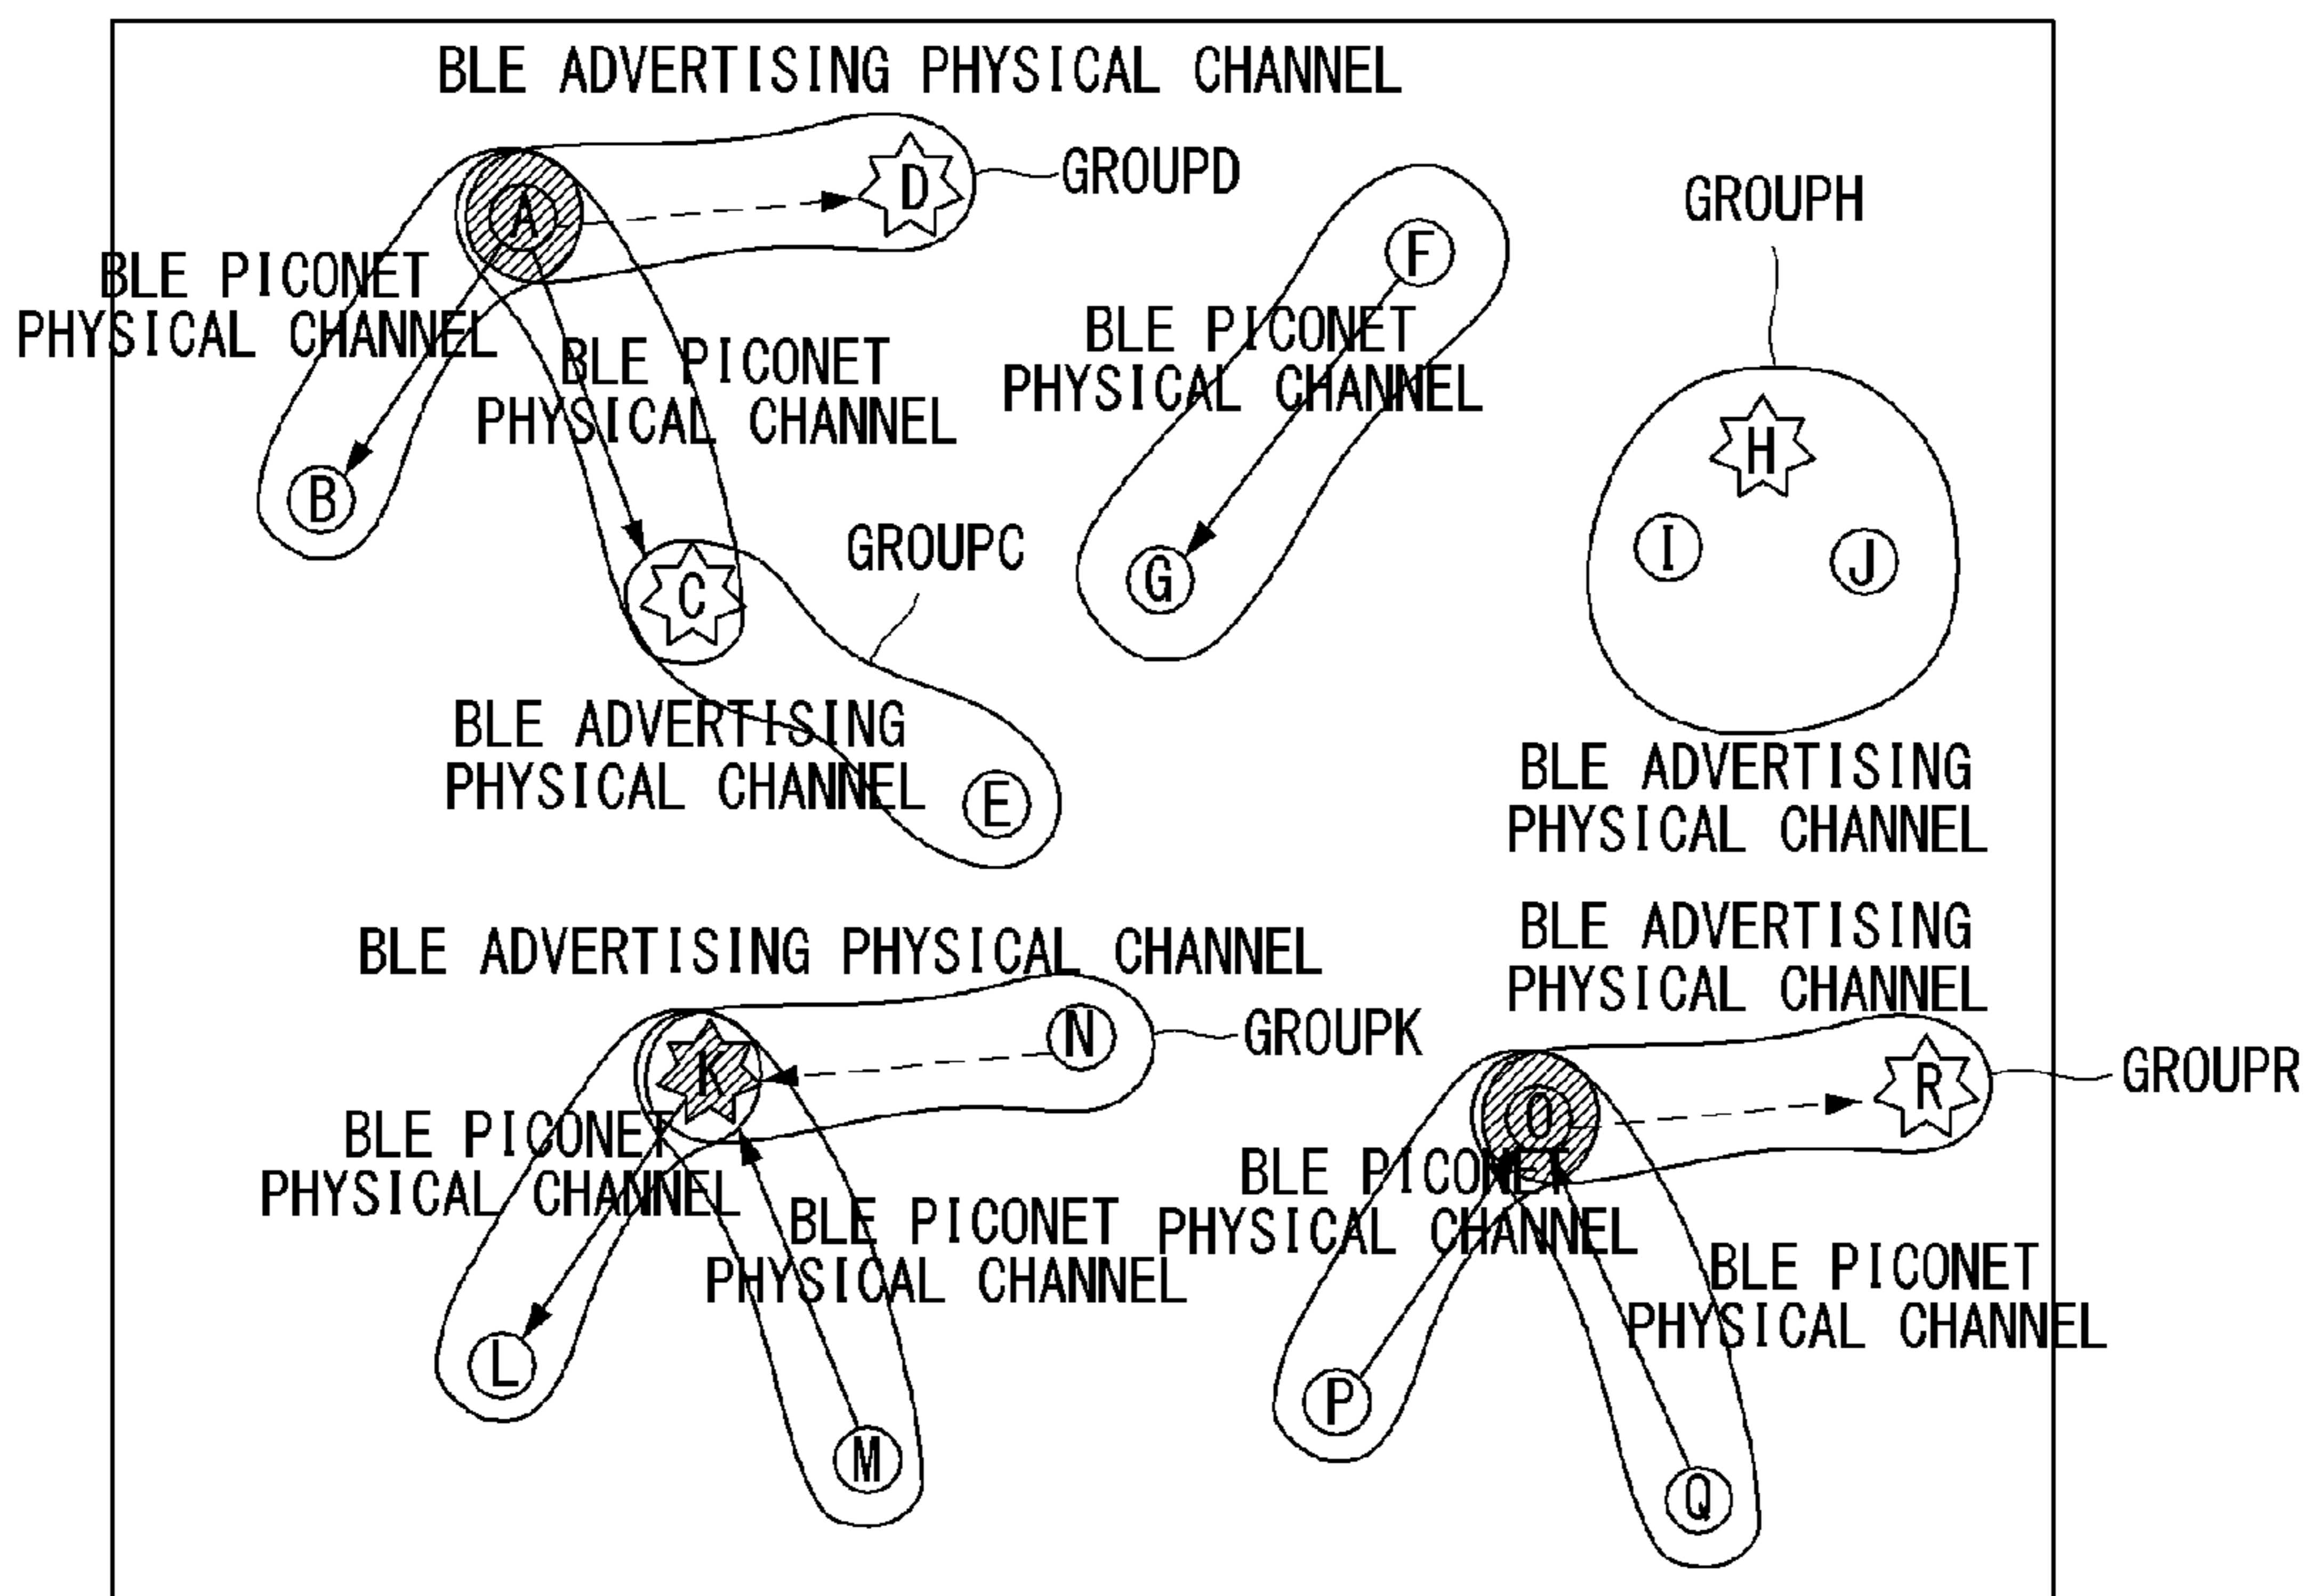 BLE ADVERTISING PHYSICAL CHANNEL
D
GROUPD
A
F
GROUPH
BLE PICONET
PHYSICAL CHANNEL
BLE PICONET
PHYSICAL CHANNEL
BLE PICONET
PHYSICAL CHANNEL
H
B
I
J
GROUPC
G
C
BLE ADVERTISING
PHYSICAL CHANNEL
E
BLE ADVERTISING
PHYSICAL CHANNEL
BLE ADVERTISING PHYSICAL CHANNEL
BLE ADVERTISING
PHYSICAL CHANNEL
N
GROUPK
K
R
GROUPR
O
BLE PICONET
PHYSICAL CHANNEL
BLE PICONET
PHYSICAL CHANNEL
BLE PICONET
PHYSICAL CHANNEL
BLE PICONET
PHYSICAL CHANNEL
L
P
M
Q